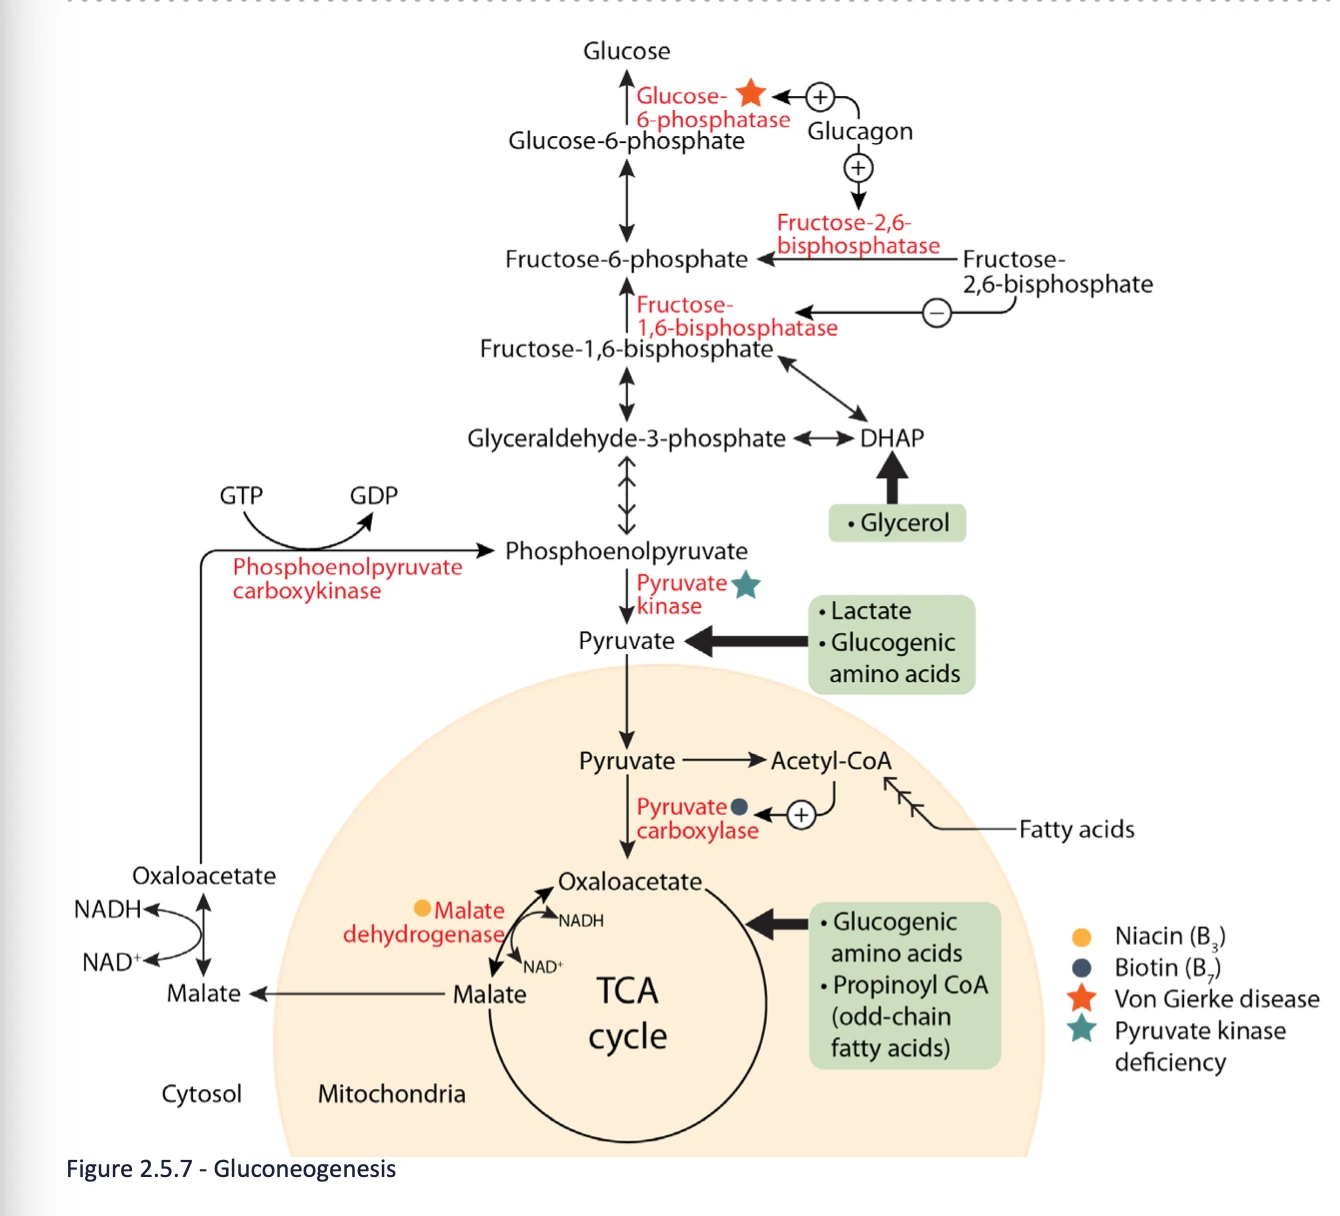 Glucose
Glucose-
6-phosphatase
+
Glucagon
Glucose-6-phosphate
+
Fructose-2,6-
bisphosphatase
Fructose-6-phosphate
Fructose-
2,6-bisphosphate
Fructose-
1,6-bisphosphatase
−
Fructose-1,6-bisphosphate
Glyceraldehyde-3-phosphate
DHAP
• Glycerol
GTP
GDP
Phosphoenolpyruvate
carboxykinase
Phosphoenolpyruvate
Pyruvate
kinase
Pyruvate
• Lactate
• Glucogenic
amino acids
Pyruvate
Acetyl-CoA
Pyruvate
carboxylase
+
Fatty acids
Oxaloacetate
NADH
NAD⁺
Malate
Oxaloacetate
Malate
dehydrogenase
NADH
NAD⁺
Malate
TCA
cycle
• Glucogenic
amino acids
• Propinoyl CoA
(odd-chain
fatty acids)
Niacin (B₃)
Biotin (B₇)
Von Gierke disease
Pyruvate kinase
deficiency
Cytosol
Mitochondria
Figure 2.5.7 - Gluconeogenesis